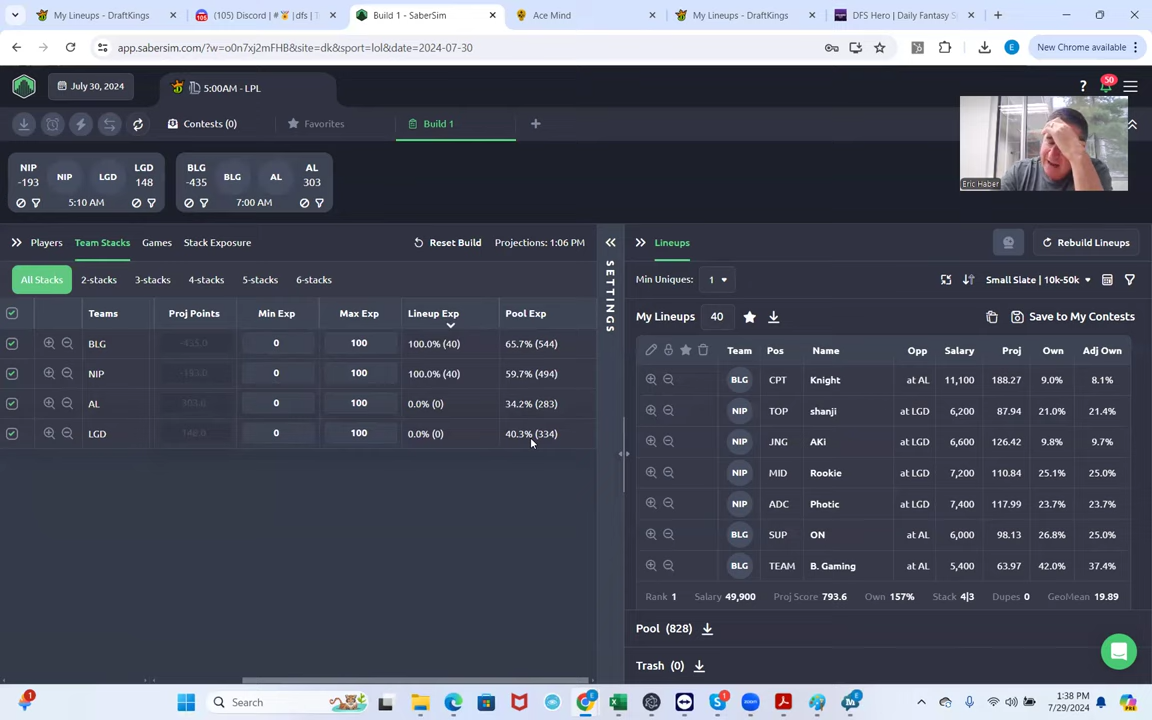 My Lineups - DraftKings
(105) Discord | #🏅|dfs | T
Build 1 - SaberSim
Ace Mind
My Lineups - DraftKings
DFS Hero | Daily Fantasy S
app.sabersim.com/?w=o0n7xj2mFHB&site=dk&sport=lol&date=2024-07-30
E
New Chrome available
July 30, 2024
5:00AM - LPL
?
50
Contests (0)
Favorites
Build 1
NIP
-193
NIP
LGD
LGD
148
5:10 AM
BLG
-435
BLG
AL
AL
303
7:00 AM
Eric Haber
Players
Team Stacks
Games
Stack Exposure
Reset Build
Projections: 1:06 PM
Lineups
Rebuild Lineups
All Stacks
2-stacks
3-stacks
4-stacks
5-stacks
6-stacks
SETTINGS
Min Uniques:
1
Small Slate | 10k-50k
Teams
Proj Points
Min Exp
Max Exp
Lineup Exp
Pool Exp
BLG
-435.0
0
100
100.0% (40)
65.7% (544)
NIP
-193.0
0
100
100.0% (40)
59.7% (494)
AL
303.0
0
100
0.0% (0)
34.2% (283)
LGD
148.0
0
100
0.0% (0)
40.3% (334)
My Lineups
40
Save to My Contests
Team
Pos
Name
Opp
Salary
Proj
Own
Adj Own
BLG
CPT
Knight
at AL
11,100
188.27
9.0%
8.1%
NIP
TOP
shanji
at LGD
6,200
87.94
21.0%
21.4%
NIP
JNG
AKi
at LGD
6,600
126.42
9.8%
9.7%
NIP
MID
Rookie
at LGD
7,200
110.84
25.1%
25.0%
NIP
ADC
Photic
at LGD
7,400
117.99
23.7%
23.7%
BLG
SUP
ON
at AL
6,000
98.13
26.8%
25.0%
BLG
TEAM
B. Gaming
at AL
5,400
63.97
42.0%
37.4%
Rank 1
Salary 49,900
Proj Score 793.6
Own 157%
Stack 4|3
Dupes 0
GeoMean 19.89
Pool (828)
Trash (0)
1
Search
1:38 PM
7/29/2024